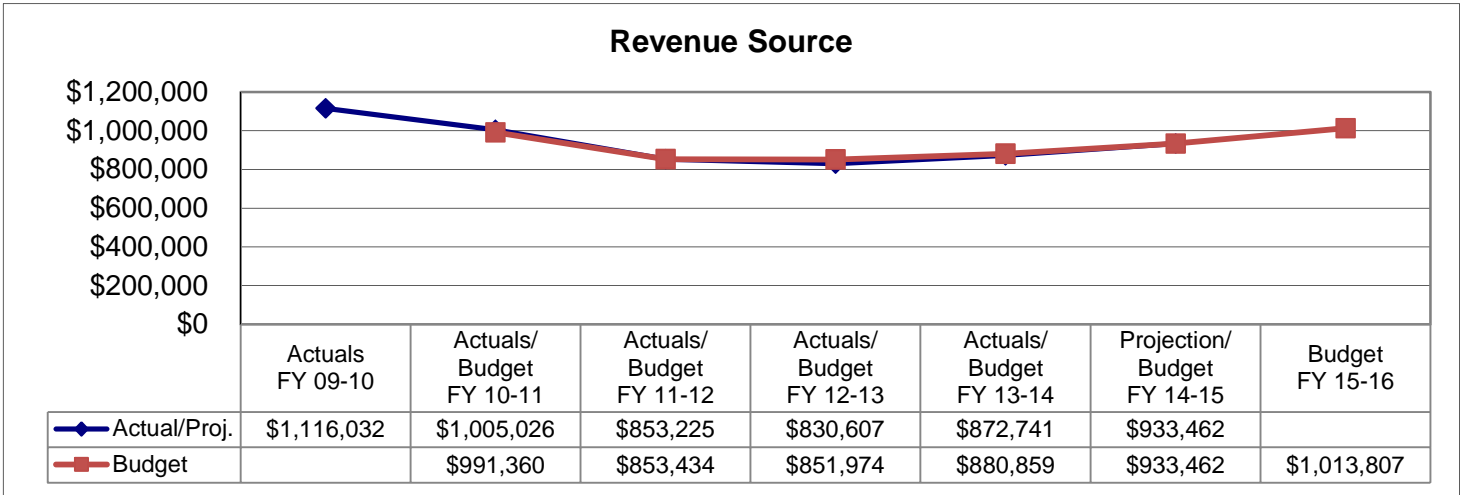 Revenue Source
$1,200,000
$1,000,000
$800,000
$600,000
$400,000
$200,000
$0
Actuals
FY 09-10
Actuals/
Budget
FY 10-11
Actuals/
Budget
FY 11-12
Actuals/
Budget
FY 12-13
Actuals/
Budget
FY 13-14
Projection/
Budget
FY 14-15
Budget
FY 15-16
Actual/Proj. $1,116,032 $1,005,026 $853,225 $830,607 $872,741 $933,462
Budget $991,360 $853,434 $851,974 $880,859 $933,462 $1,013,807